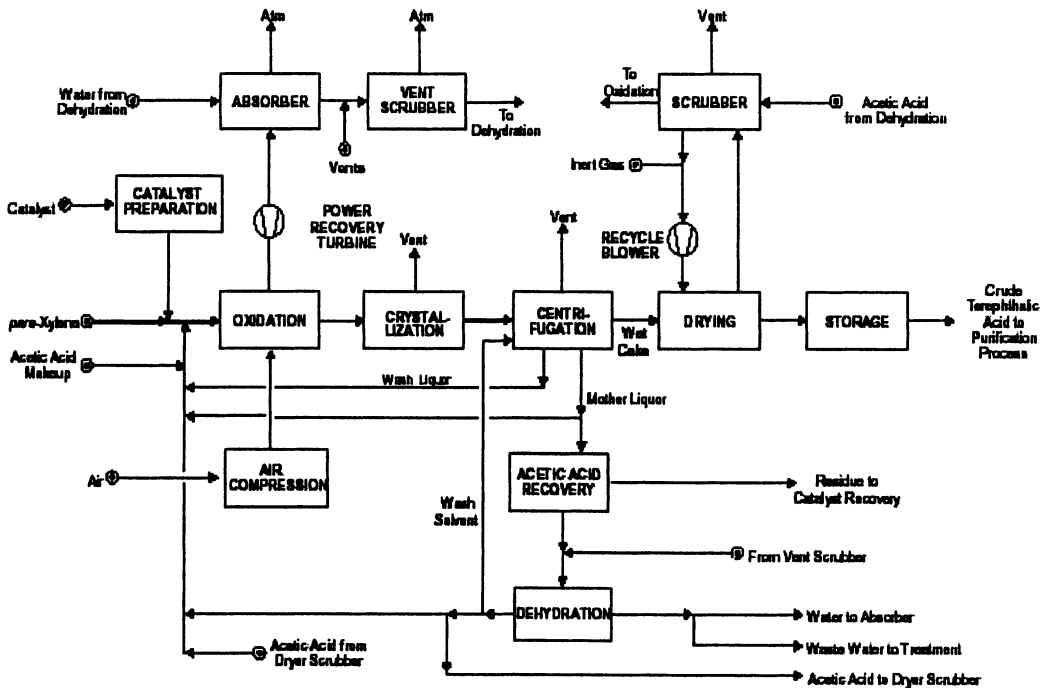 Atm
Atm
Vent
Water from
Dehydration
ABSORBER
VENT
SCRUBBER
To
Dehydration
Vents
To
Oxidation
SCRUBBER
Acetic Acid
from Dehydration
Inert Gas
Catalyst
CATALYST
PREPARATION
POWER
RECOVERY
TURBINE
Vent
Vent
RECYCLE
BLOWER
para-Xylene
OXIDATION
CRYSTAL-
LIZATION
CENTRI-
FUGATION
Wet
Cake
DRYING
STORAGE
Crude
Terephthalic
Acid to
Purification
Process
Acetic Acid
Makeup
Wash Liquor
Mother Liquor
Air
AIR
COMPRESSION
ACETIC ACID
RECOVERY
Residue to
Catalyst Recovery
Wash
Solvent
From Vent Scrubber
DEHYDRATION
Water to Absorber
Waste Water to Treatment
Acetic Acid from
Dryer Scrubber
Acetic Acid to Dryer Scrubber